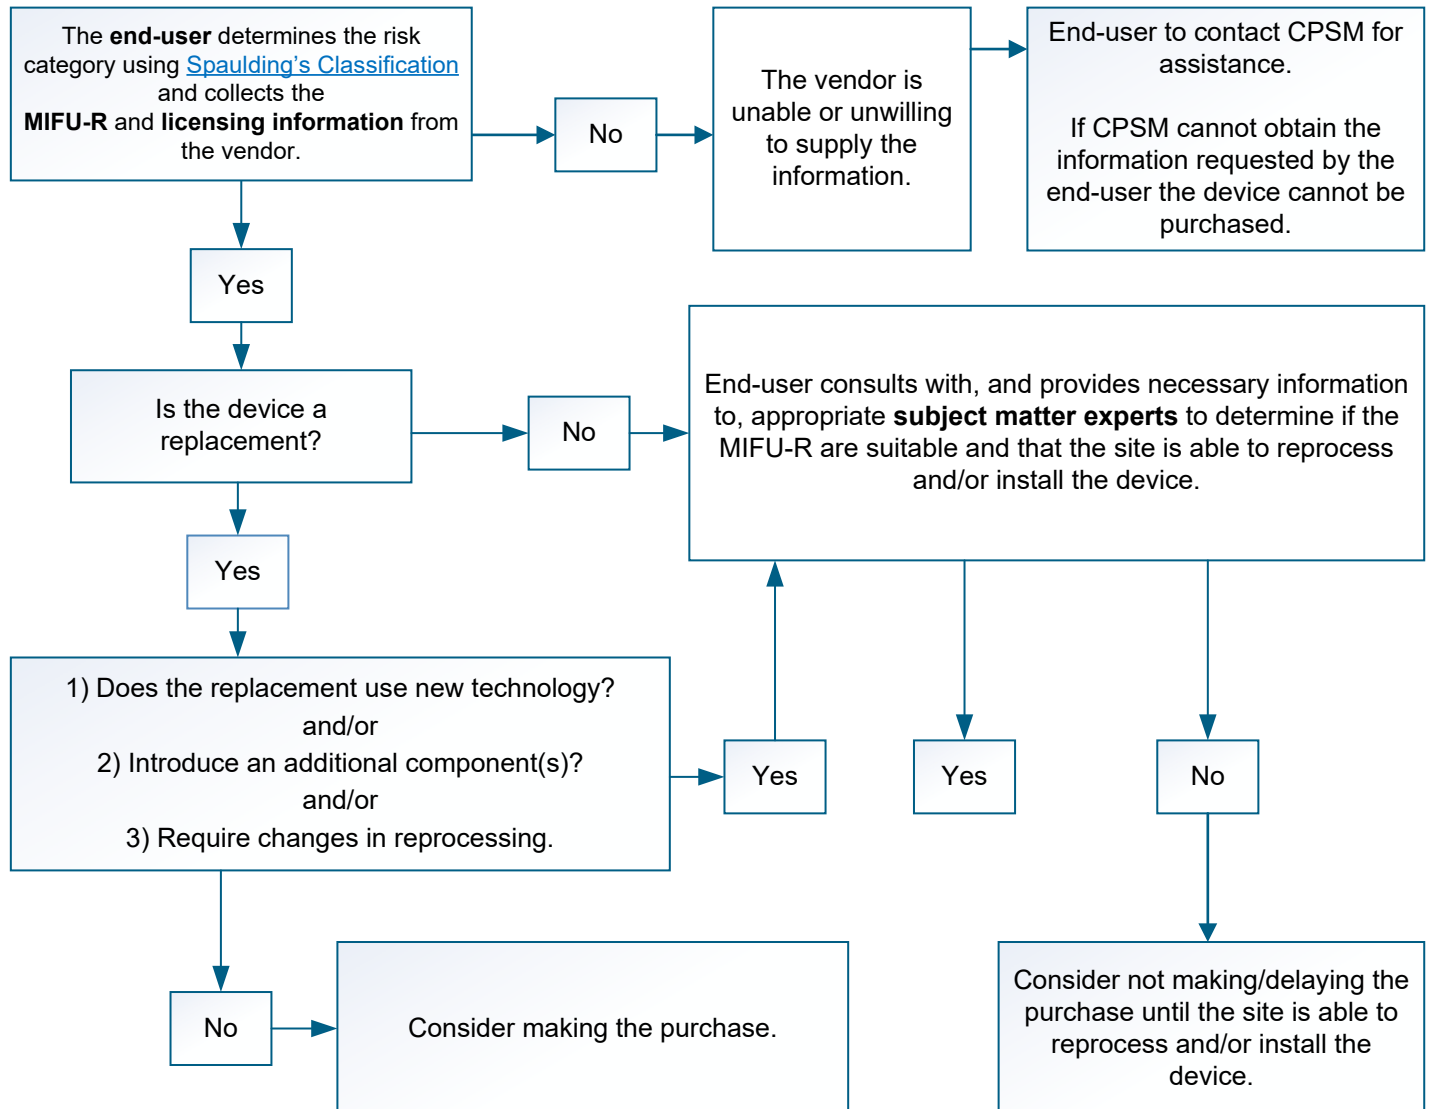 The end-user determines the risk
category using Spaulding's Classification
and collects the
MIFU-R and licensing information from
the vendor.
No
The vendor is
unable or unwilling
to supply the
information.
End-user to contact CPSM for
assistance.
If CPSM cannot obtain the
information requested by the
end-user the device cannot be
purchased.
Yes
Is the device a
replacement?
No
End-user consults with, and provides necessary information
to, appropriate subject matter experts to determine if the
MIFU-R are suitable and that the site is able to reprocess
and/or install the device.
Yes
1) Does the replacement use new technology?
and/or
2) Introduce an additional component(s)?
and/or
3) Require changes in reprocessing.
Yes
Yes
No
No
Consider making the purchase.
Consider not making/delaying the
purchase until the site is able to
reprocess and/or install the
device.